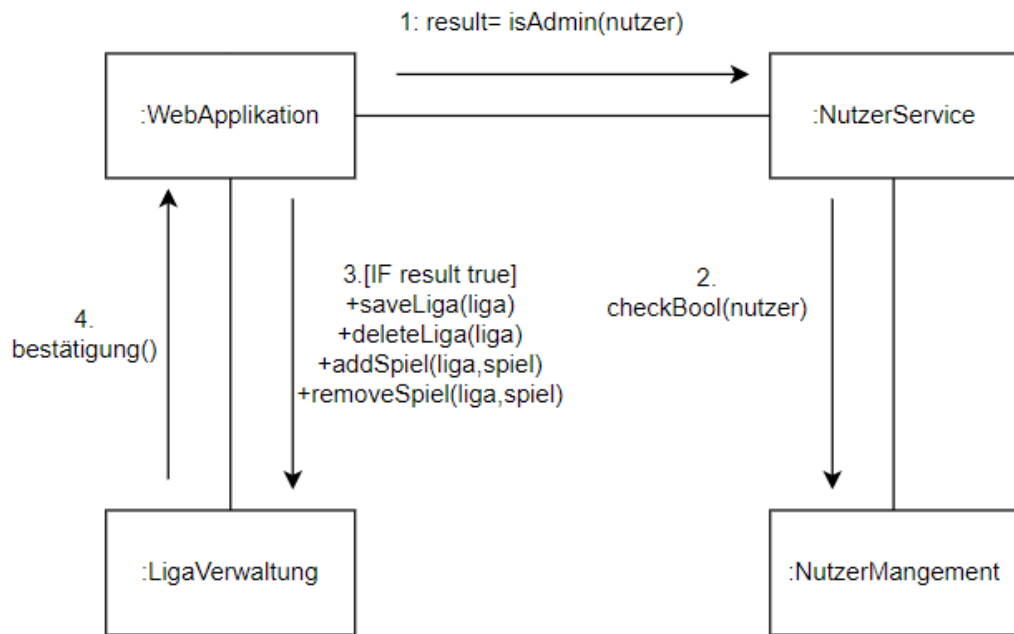 1: result= isAdmin(nutzer)
:WebApplikation
:NutzerService
3.[IF result true]
+saveLiga(liga)
+deleteLiga(liga)
+addSpiel(liga,spiel)
+removeSpiel(liga,spiel)
2.
checkBool(nutzer)
4.
bestätigung()
:LigaVerwaltung
:NutzerMangement